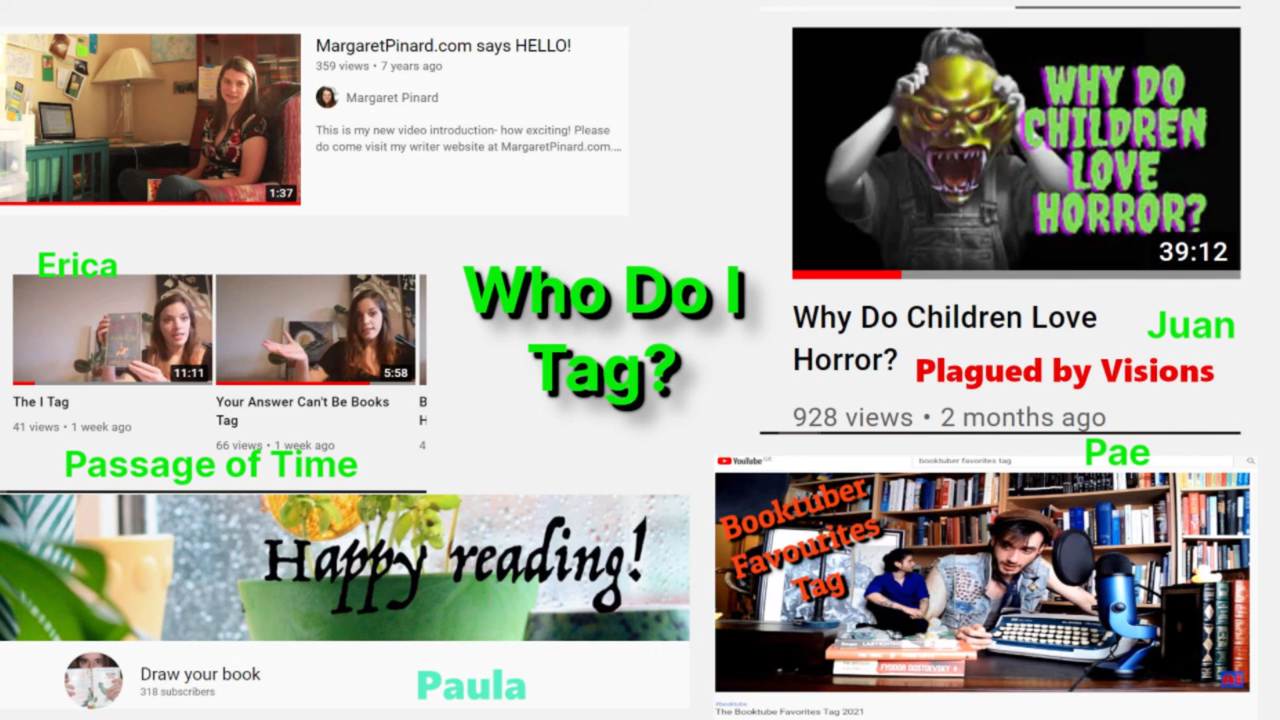 MargaretPinard.com says HELLO!
359 views • 7 years ago
Margaret Pinard
This is my new video introduction- how exciting! Please
do come visit my writer website at MargaretPinard.com....
1:37
WHY DO
CHILDREN
LOVE
HORROR?
39:12
Why Do Children Love
Horror?
Juan
Plagued by Visions
928 views • 2 months ago
Who Do I
Tag?
Erica
11:11
5:58
The I Tag
41 views • 1 week ago
Your Answer Can't Be Books
Tag
66 views • 1 week ago
B
H
4
Passage of Time
Happy reading!
Draw your book
318 subscribers
Paula
Pae
YouTube
booktuber favorites tag
Booktuber
Favourites
Tag
FYODOR DOSTOEVSKY
#booktube
The Booktube Favorites Tag 2021